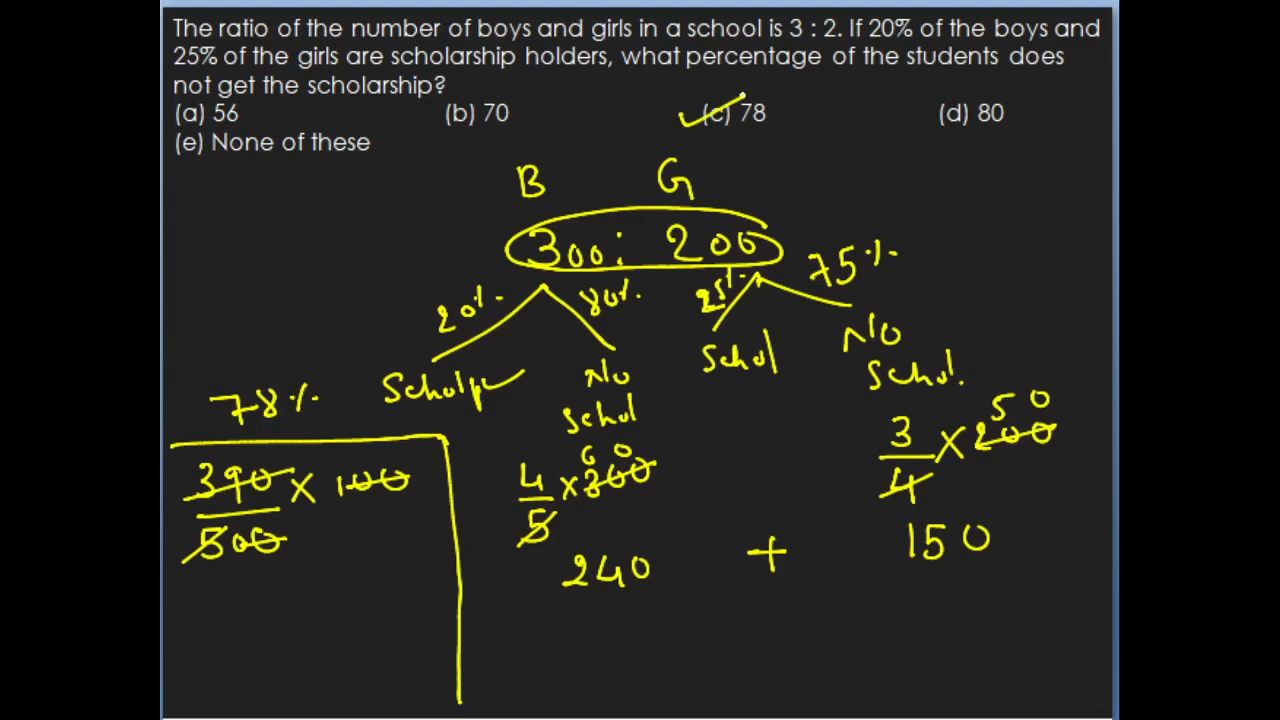 The ratio of the number of boys and girls in a school is 3 : 2. If 20% of the boys and
25% of the girls are scholarship holders, what percentage of the students does
not get the scholarship?
(a) 56 (b) 70 (c) 78 (d) 80
(e) None of these
B G
300 : 200
20% 80% 25% 75%
No
Schol
Schol
No
Schol.
78%
390/500 × 100
4/5 × 300
60
3/4 × 200
50
240 + 150